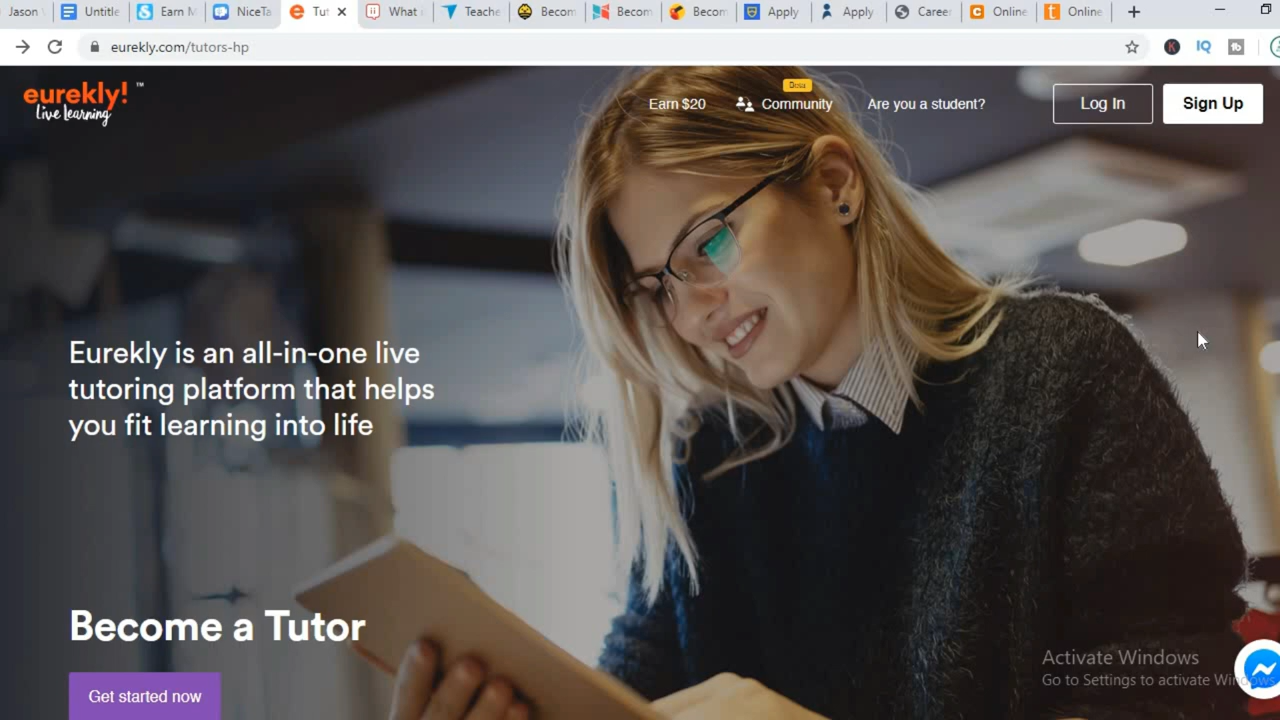 Jason
Untitle
Earn M
NiceTa
Tut
What
Teache
Becom
Becom
Becom
Apply
Apply
Career
Online
Online
eurekly.com/tutors-hp
K
IQ
eurekly! ™
Live Learning
Earn $20
Beta
Community
Are you a student?
Log In
Sign Up
Eurekly is an all-in-one live
tutoring platform that helps
you fit learning into life
Become a Tutor
Get started now
Activate Windows
Go to Settings to activate Windows